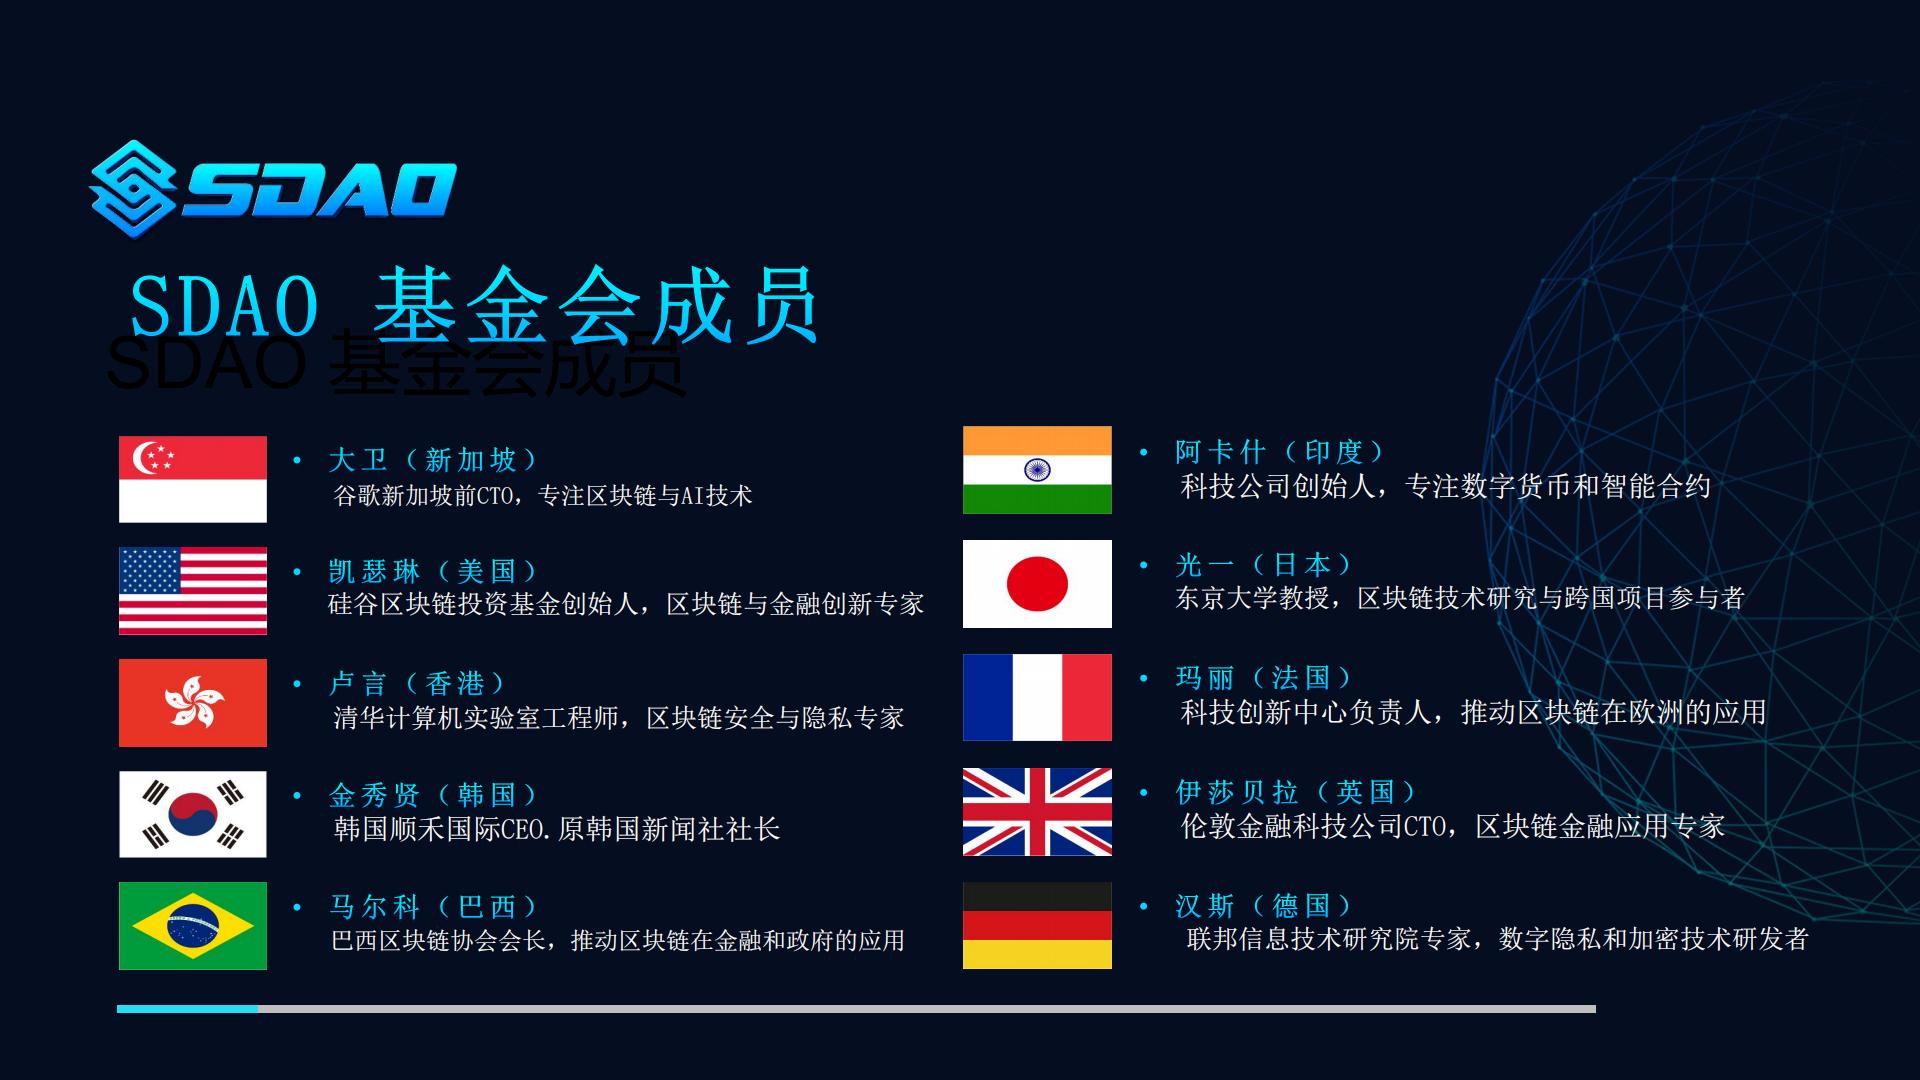 SDAO
SDAO 基金会成员
SDAO 基金会成员
• 大卫（新加坡）
谷歌新加坡前CTO，专注区块链与AI技术
• 凯瑟琳（美国）
硅谷区块链投资基金创始人，区块链与金融创新专家
• 卢言（香港）
清华计算机实验室工程师，区块链安全与隐私专家
• 金秀贤（韩国）
韩国顺禾国际CEO.原韩国新闻社社长
• 马尔科（巴西）
巴西区块链协会会长，推动区块链在金融和政府的应用
• 阿卡什（印度）
科技公司创始人，专注数字货币和智能合约
• 光一（日本）
东京大学教授，区块链技术研究与跨国项目参与者
• 玛丽（法国）
科技创新中心负责人，推动区块链在欧洲的应用
• 伊莎贝拉（英国）
伦敦金融科技公司CTO，区块链金融应用专家
• 汉斯（德国）
联邦信息技术研究院专家，数字隐私和加密技术研发者